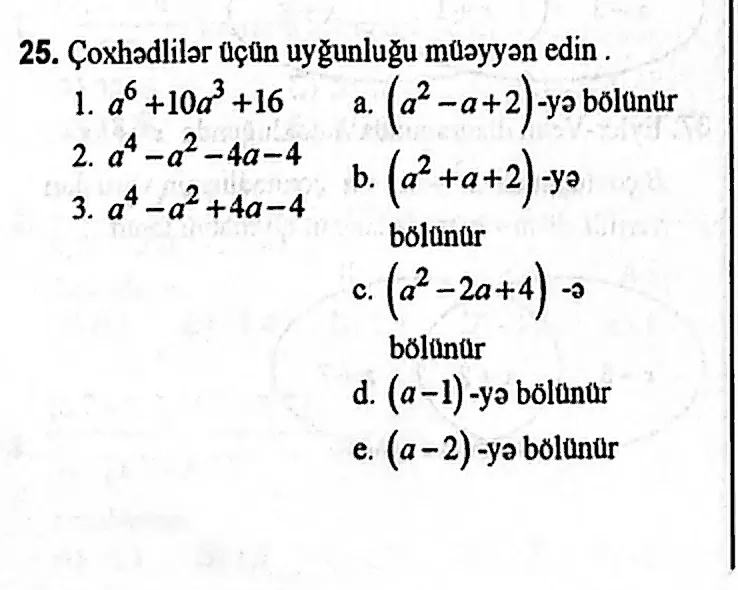 25. Çoxhədlilər üçün uyğunluğu müəyyən edin .
1. a⁶ +10a³ +16
2. a⁴ −a² −4a−4
3. a⁴ −a² +4a−4
a. (a² −a+2)-yə bölünür
b. (a² +a+2)-yə
bölünür
c. (a² −2a+4) -ə
bölünür
d. (a−1)-yə bölünür
e. (a−2)-yə bölünür